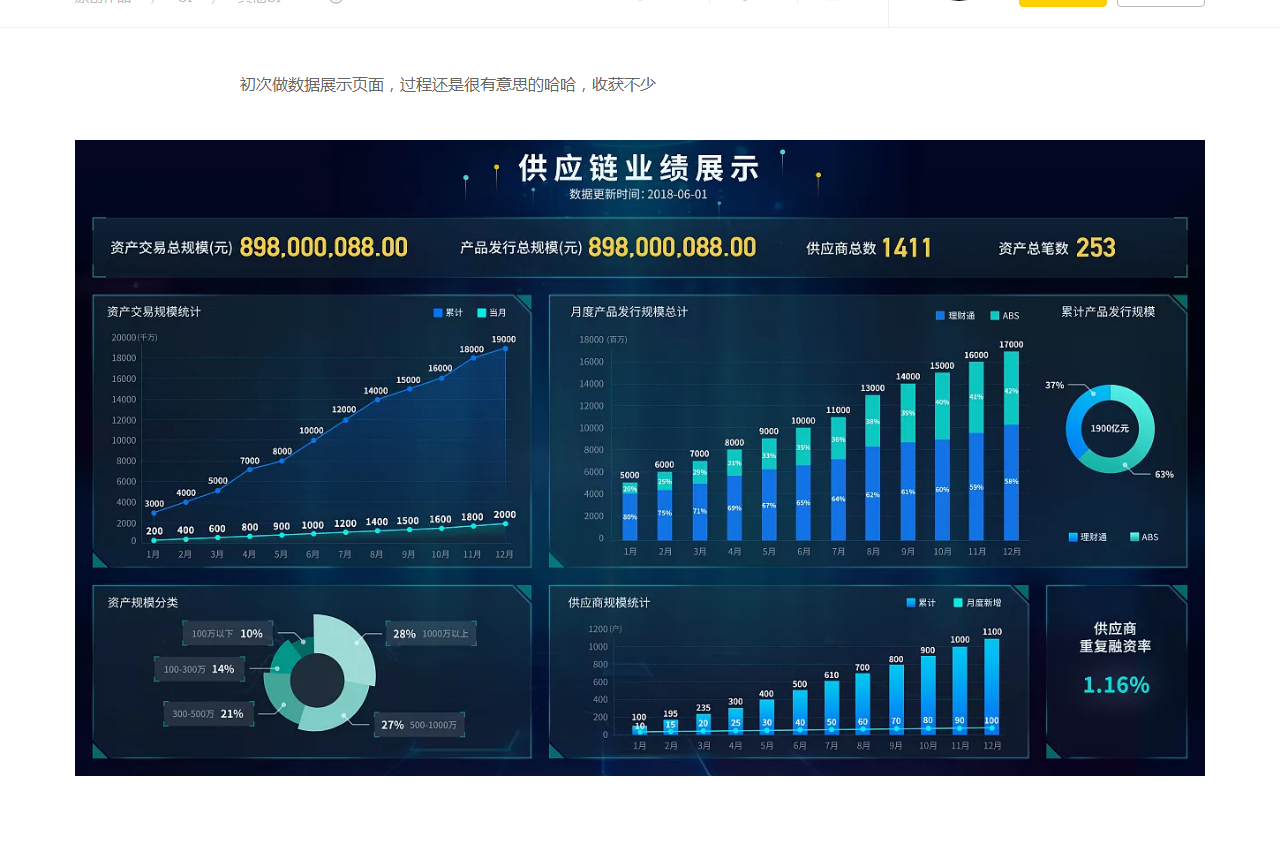 初次做数据展示页面，过程还是很有意思的哈哈，收获不少
供应链业绩展示
数据更新时间：2018-06-01
资产交易总规模(元) 898,000,088.00
产品发行总规模(元) 898,000,088.00
供应商总数 1411
资产总笔数 253
资产交易规模统计
累计 当月
20000(千万)
18000
16000
14000
12000
10000
8000
6000
4000
2000
0
3000 4000 5000 7000 8000 10000 12000 14000 15000 16000 18000 19000
200 400 600 800 900 1000 1200 1400 1500 1600 1800 2000
1月 2月 3月 4月 5月 6月 7月 8月 9月 10月 11月 12月
月度产品发行规模总计
理财通 ABS
18000 (百万)
16000
14000
12000
10000
8000
6000
4000
2000
0
5000 6000 7000 8000 9000 10000 11000 13000 14000 15000 16000 17000
20% 25% 29% 31% 33% 35% 36% 38% 39% 40% 41% 42%
80% 75% 71% 69% 67% 65% 64% 62% 61% 60% 59% 58%
1月 2月 3月 4月 5月 6月 7月 8月 9月 10月 11月 12月
累计产品发行规模
37%
1900亿元
63%
理财通 ABS
资产规模分类
100万以下 10%
28% 1000万以上
100-300万 14%
300-500万 21%
27% 500-1000万
供应商规模统计
累计 月度新增
1200(户)
1000
800
600
400
200
0
100 195 235 300 400 500 610 700 800 900 1000 1100
10 15 20 25 30 40 50 60 70 80 90 100
1月 2月 3月 4月 5月 6月 7月 8月 9月 10月 11月 12月
供应商
重复融资率
1.16%